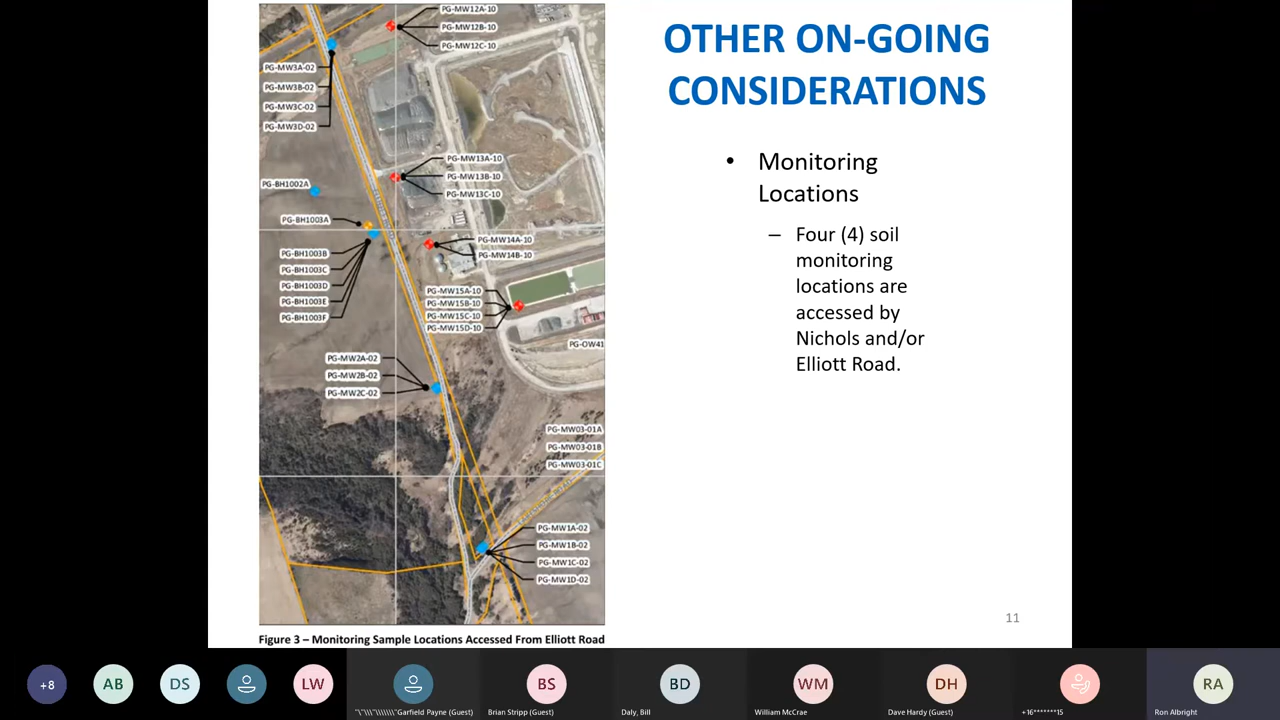 PG-MW12A-10
PG-MW12B-10
PG-MW12C-10
PG-MW3A-02
PG-MW3B-02
PG-MW3C-02
PG-MW3D-02
PG-MW13A-10
PG-MW13B-10
PG-MW13C-10
PG-BH1002A
PG-BH1003A
PG-MW14A-10
PG-MW14B-10
PG-BH1003B
PG-BH1003C
PG-BH1003D
PG-BH1003E
PG-BH1003F
PG-MW15A-10
PG-MW15B-10
PG-MW15C-10
PG-MW15D-10
PG-OW41
PG-MW2A-02
PG-MW2B-02
PG-MW2C-02
PG-MW03-01A
PG-MW03-01B
PG-MW03-01C
PG-MW1A-02
PG-MW1B-02
PG-MW1C-02
PG-MW1D-02
Figure 3 – Monitoring Sample Locations Accessed From Elliott Road
OTHER ON-GOING
CONSIDERATIONS
• Monitoring
Locations
– Four (4) soil
monitoring
locations are
accessed by
Nichols and/or
Elliott Road.
11
+8
AB
DS
LW
BS
BD
WM
DH
RA
"\"\\"\\\\\\\"Garfield Payne (Guest)
Brian Stripp (Guest)
Daly, Bill
William McCrae
Dave Hardy (Guest)
+16*******15
Ron Albright